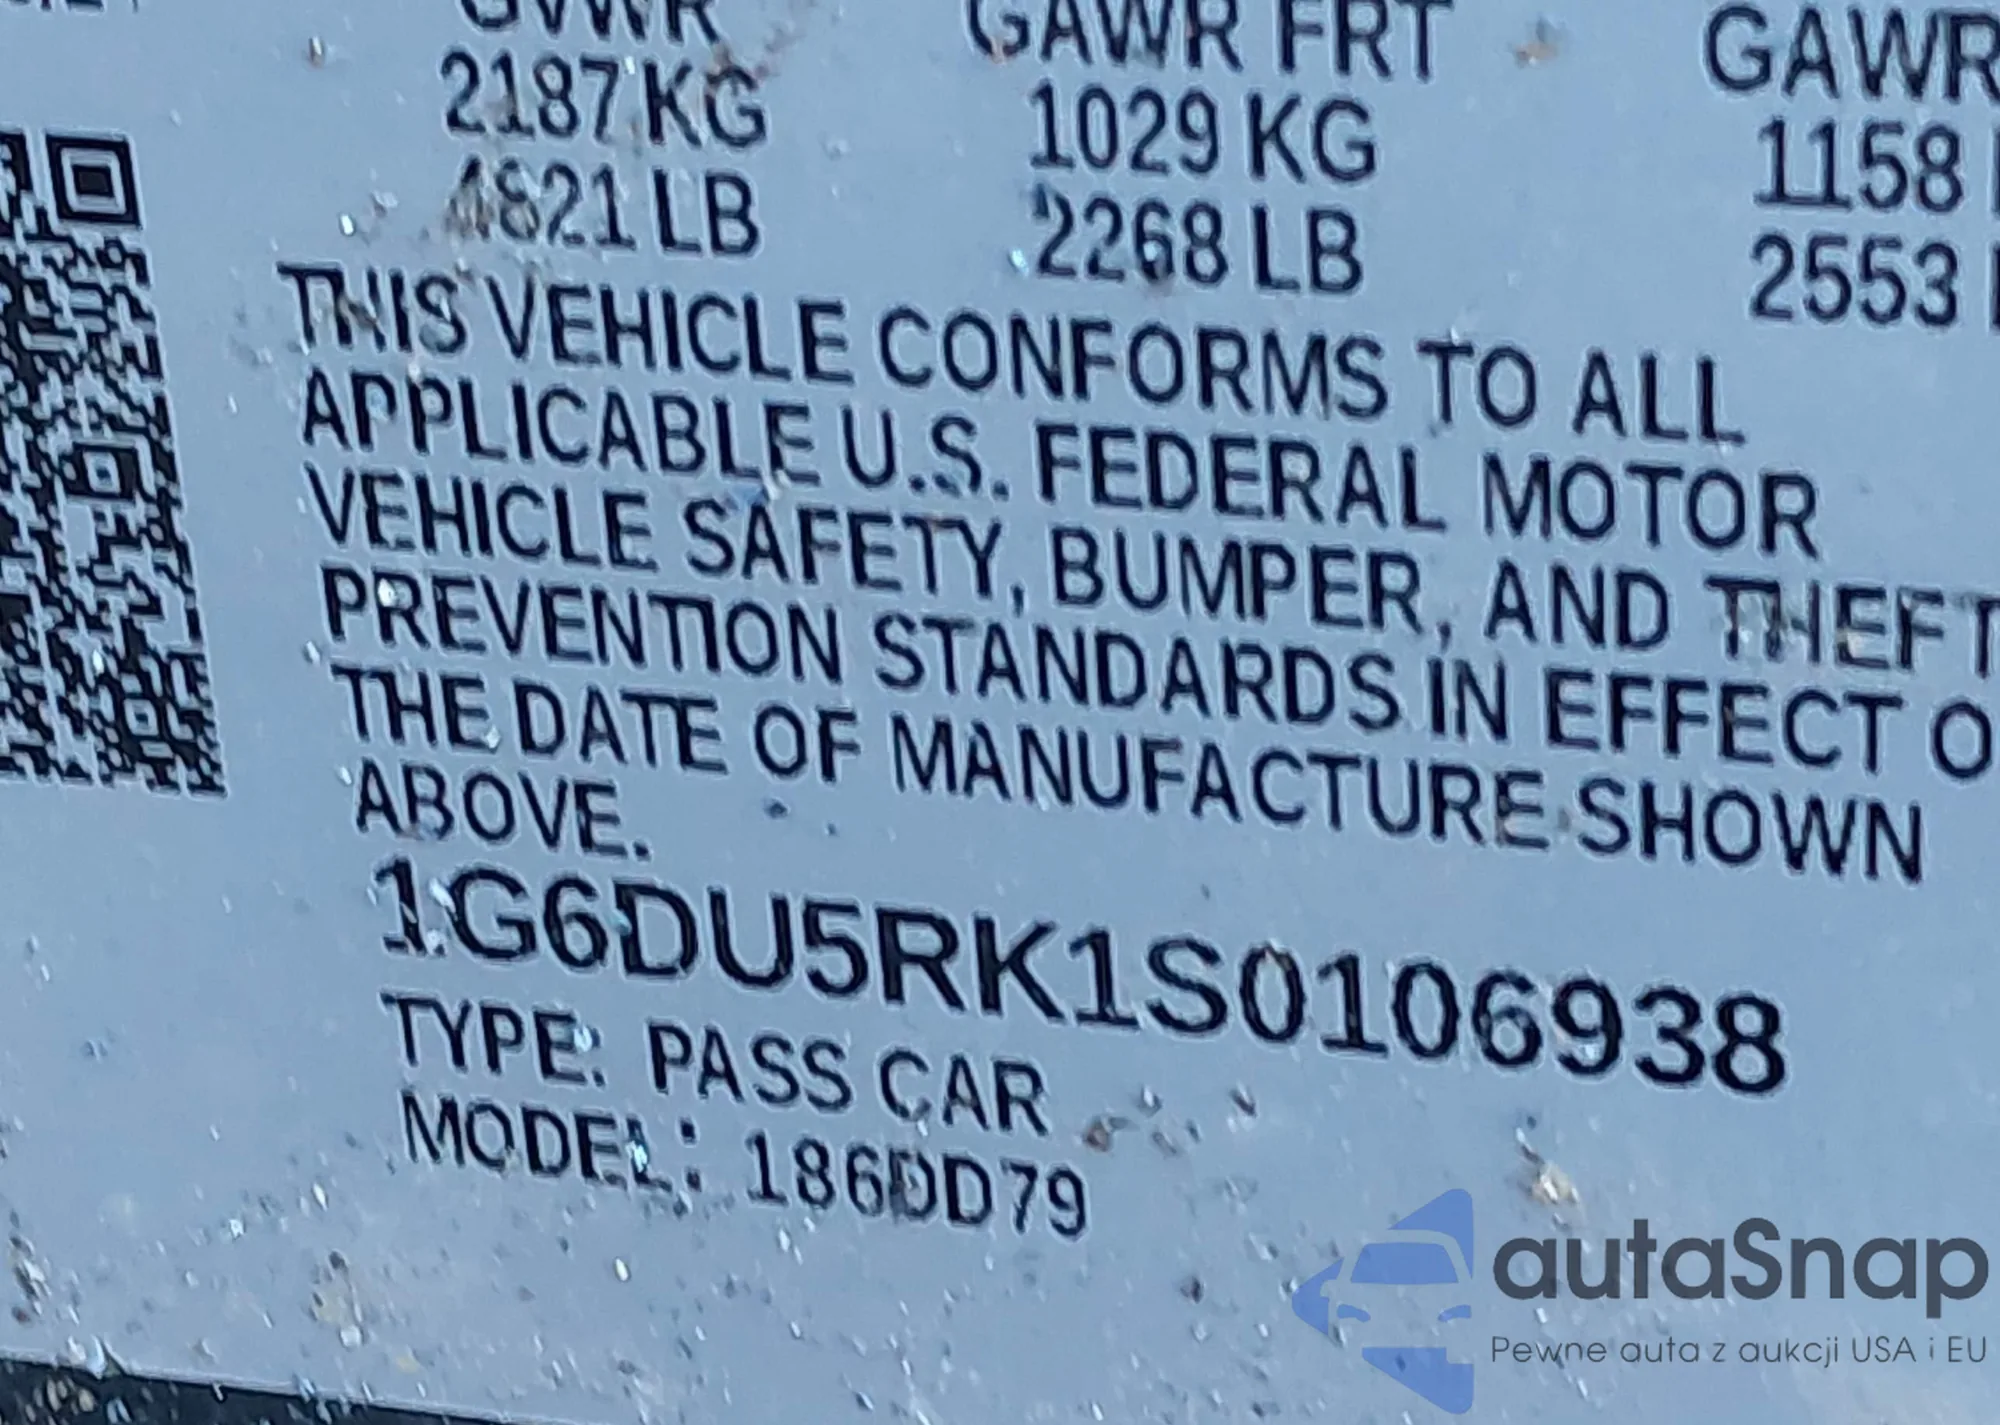 GVWR GAWR FRT GAWR
2187 KG 1029 KG 1158
4821 LB 2268 LB 2553
THIS VEHICLE CONFORMS TO ALL
APPLICABLE U.S. FEDERAL MOTOR
VEHICLE SAFETY, BUMPER, AND THEFT
PREVENTION STANDARDS IN EFFECT O
THE DATE OF MANUFACTURE SHOWN
ABOVE.
1G6DU5RK1S0106938
TYPE: PASS CAR
MODEL: 186DD79
autaSnap
Pewne auta z aukcji USA i EU